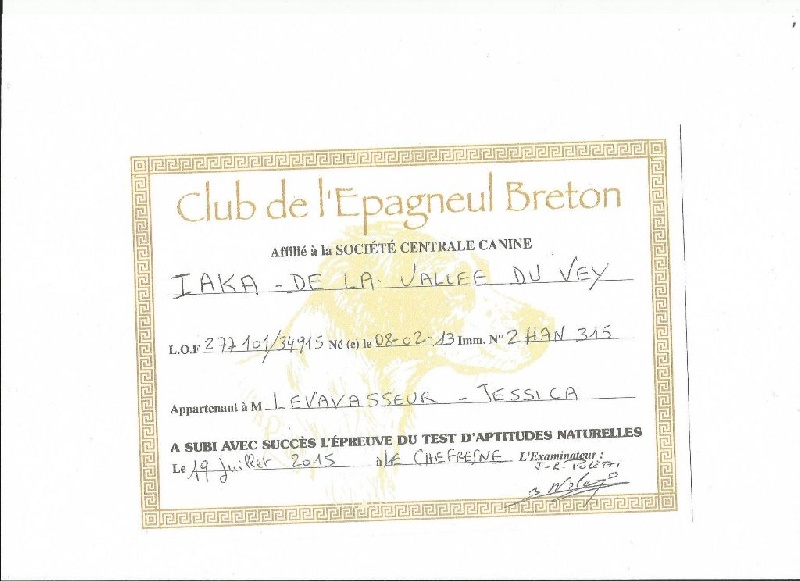 Club de l'Epagneul Breton
Affilié à la SOCIÉTÉ CENTRALE CANINE
IAKA - DE LA VALLEE DU VEY
L.O.F 277101/34915 Né (e) le 08-02-13 Imm. N° 2 HAN 315
Appartenant à M LEVAVASSEUR - JESSICA
A SUBI AVEC SUCCÈS L'ÉPREUVE DU TEST D'APTITUDES NATURELLES
Le 19 juillet 2015 à LE CHEFRESNE L'Examinateur :